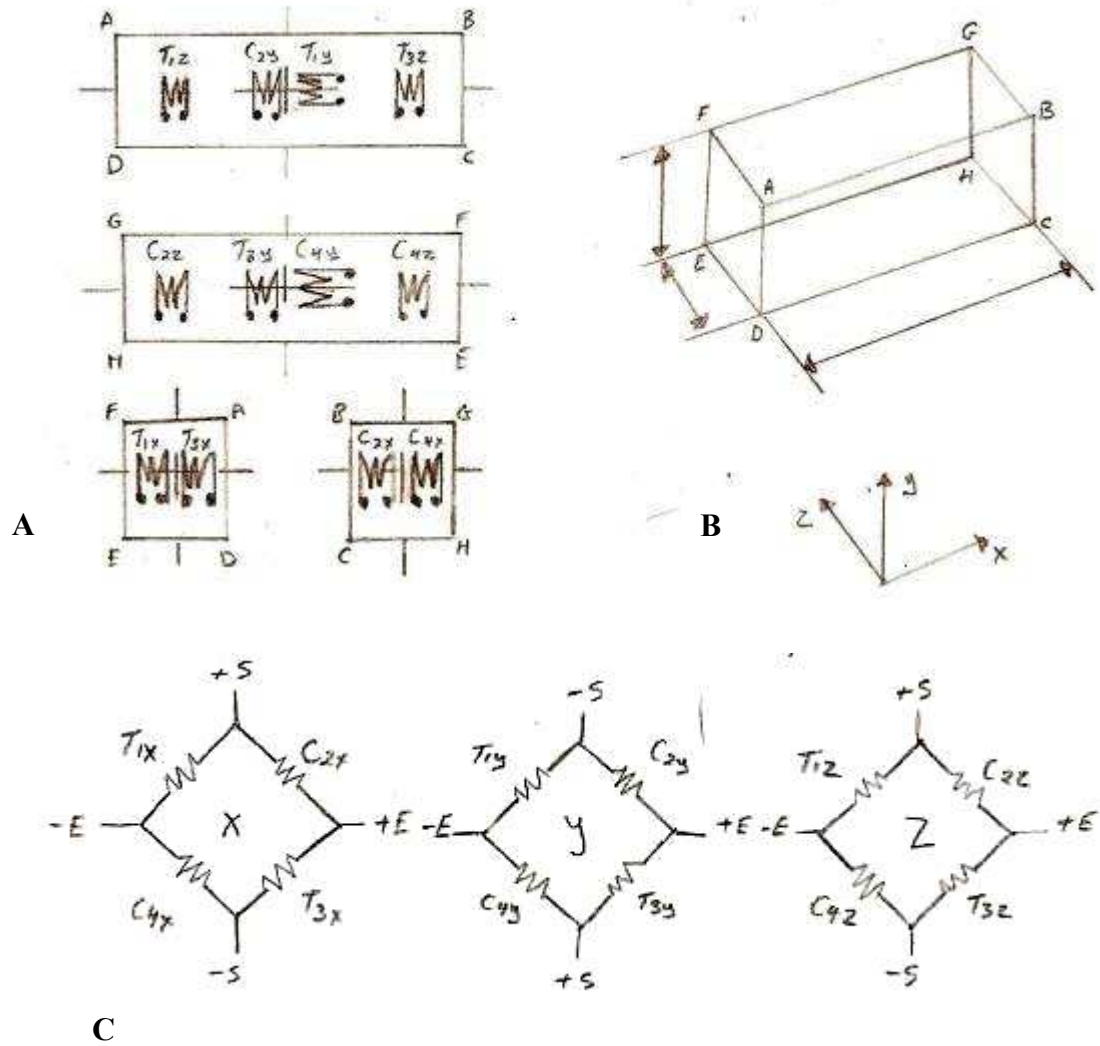 A B
T1z C2y T1y T3z
D C
G F
C2z T3y C4y C4z
H E
F A B G
T1x T3x C2x C4x
E D C H
A
G
F B
A
H
E C
D
B
z y x
+S -S +S
T1x C2x T1y C2y T1z C2z
-E X +E -E y +E -E Z +E
C4x T3x C4y T3y C4z T3z
-S +S -S
C